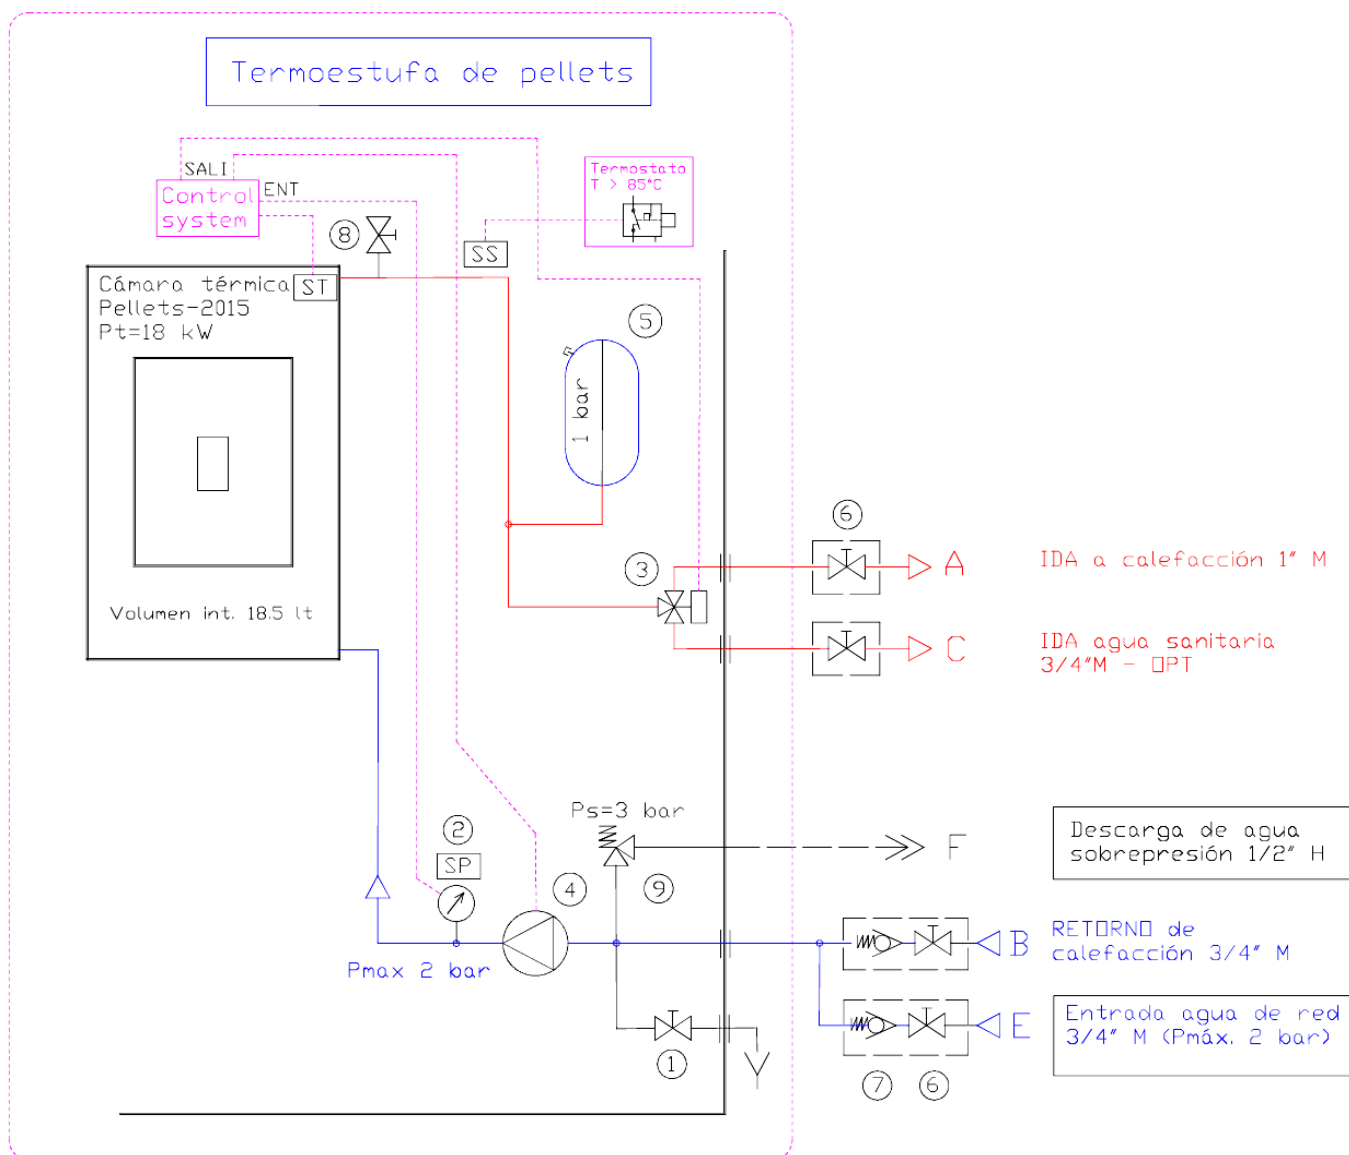 Termoestufa de pellets
SALI
Control
system
ENT
Termostato
T > 85°C
8
SS
Cámara térmica
Pellets-2015
Pt=18 kW
ST
5
1 bar
6
3
A
IDA a calefacción 1" M
Volumen int. 18.5 lt
C
IDA agua sanitaria
3/4"M - OPT
Ps=3 bar
2
SP
4
9
F
Descarga de agua
sobrepresión 1/2" H
Pmax 2 bar
B
RETORNO de
calefacción 3/4" M
E
Entrada agua de red
3/4" M (Pmáx. 2 bar)
1
7
6